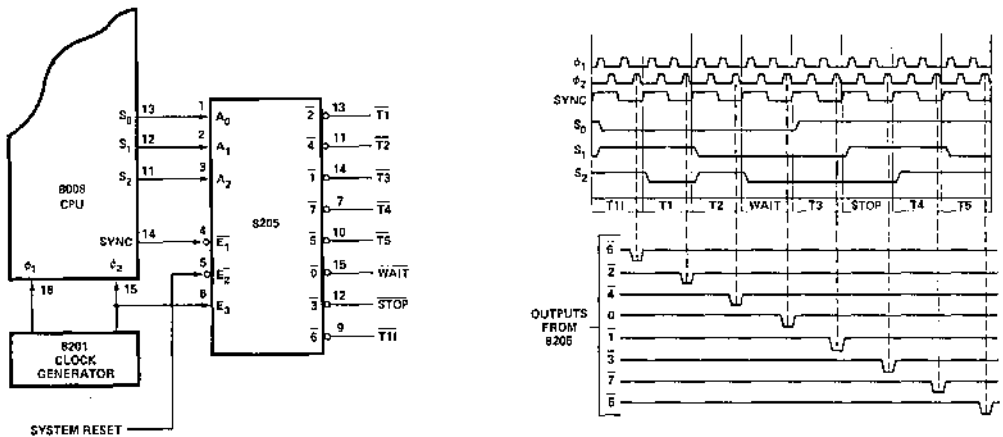 S0 13
S1 12
S2 11
8008
CPU
SYNC 14
ϕ1 ϕ2
18 15
8201
CLOCK
GENERATOR
SYSTEM RESET
1 A0
2 A1
3 A2
4 E1
5 E2
6 E3
8205
2 13 T1
4 11 T2
1 14 T3
7 7 T4
5 10 T5
0 15 WAIT
3 12 STOP
6 9 T1I
ϕ1
ϕ2
SYNC
S0
S1
S2
T1I T1 T2 WAIT T3 STOP T4 T5
OUTPUTS
FROM
8205
6
2
4
0
1
3
7
5